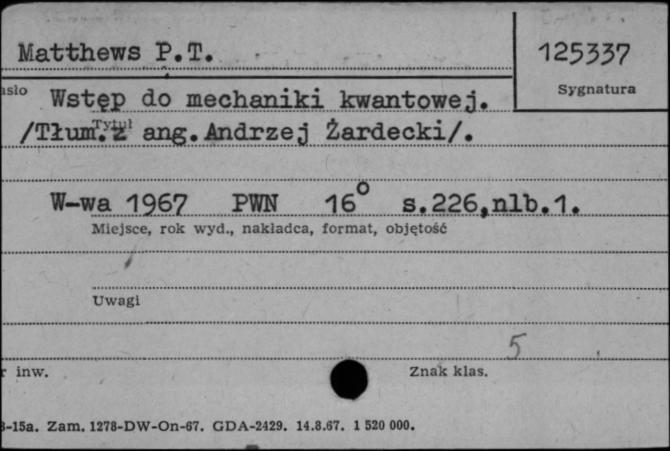 Matthews P.T.
125337
Sygnatura
Wstęp do mechaniki kwantowej.
Tytuł
/Tłum.z ang.Andrzej Żardecki/.
W-wa 1967 PWN 16° s.226,nlb.1.
Miejsce, rok wyd., nakładca, format, objętość
Uwagi
5
r inw.
Znak klas.
-15a. Zam. 1278-DW-On-67. GDA-2429. 14.8.67. 1 520 000.